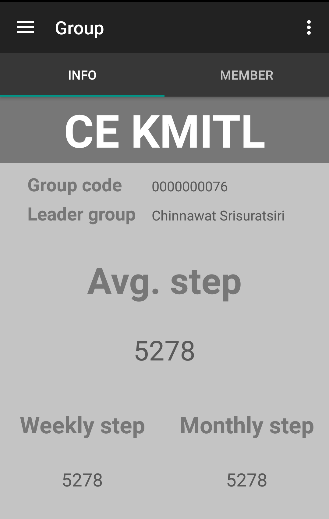 Group
INFO MEMBER
CE KMITL
Group code 0000000076
Leader group Chinnawat Srisuratsiri
Avg. step
5278
Weekly step Monthly step
5278 5278